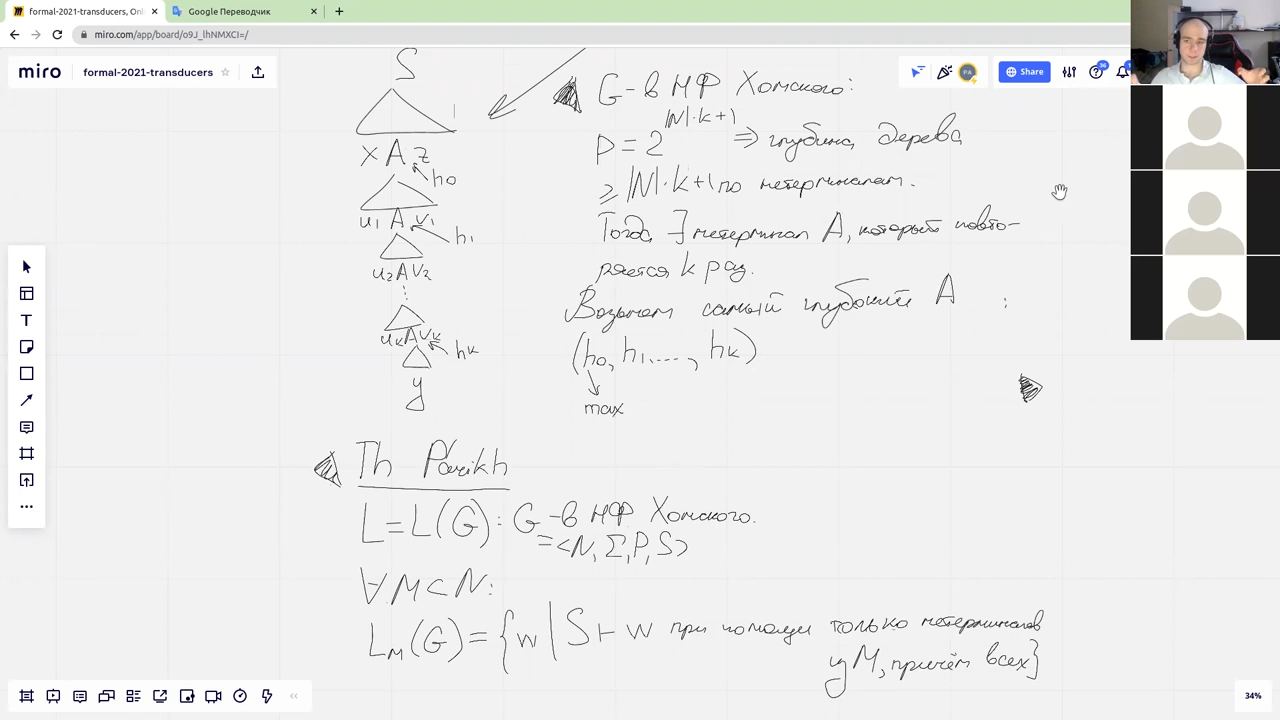 formal-2021-transducers, Onl
Google Переводчик
miro.com/app/board/o9J_lhNMXCI=/
miro
formal-2021-transducers
PA
Share
S
x A z
h0
u1 A v1
h1
u2 A v2
uk A vk
hk
y
G - в НФ Хомского:
p = 2^{|N|·k+1} ⇒ глубина дерева
≥ |N|·k+1 по нетерминалам.
Тогда ∃ нетерминал A, который повто-
ряется k раз.
Возьмем самый глубокий A :
(h0, h1, ..., hk)
max
Th Parikh
L = L(G): G - в НФ Хомского.
= <N, Σ, P, S>
∀M ⊂ N:
L_M(G) = {w | S ⊢ w при помощи только нетерминалов
из M, причём всех}
34%